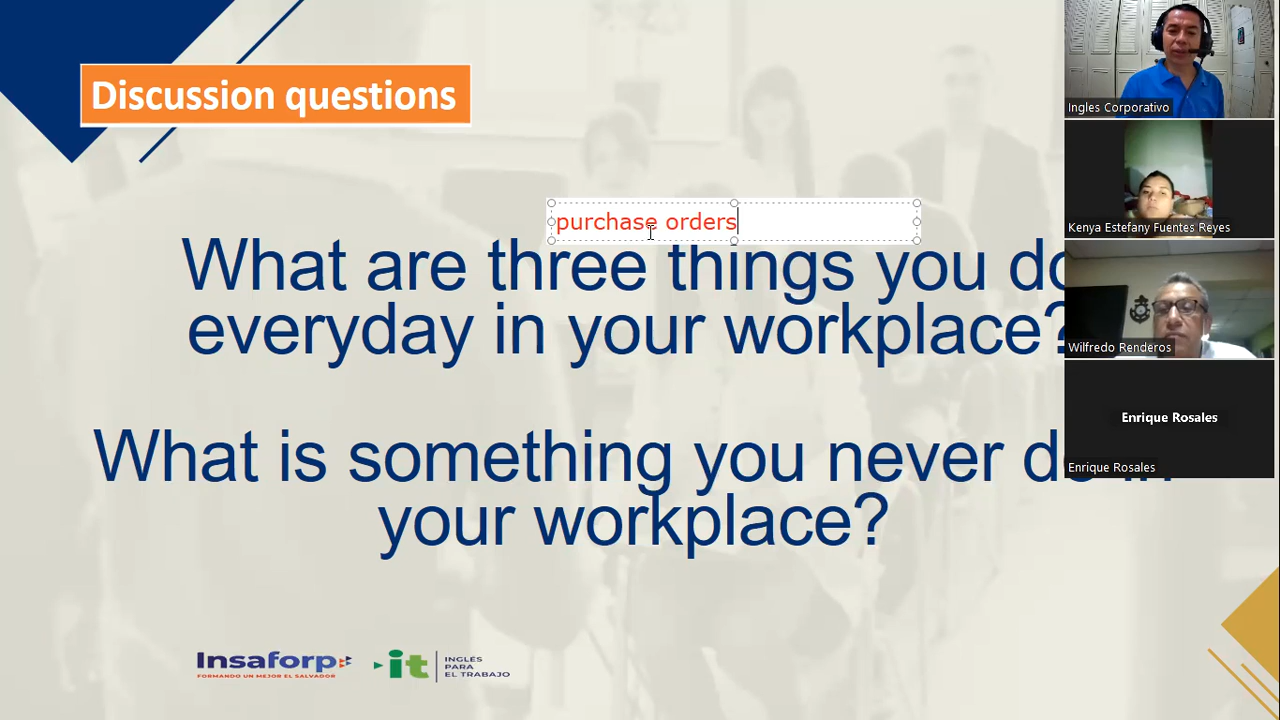 Discussion questions
purchase orders
What are three things you do
everyday in your workplace?
What is something you never do in
your workplace?
Insaforp
FORMANDO UN MEJOR EL SALVADOR
it
INGLÉS
PARA
EL TRABAJO
Ingles Corporativo
Kenya Estefany Fuentes Reyes
Wilfredo Renderos
Enrique Rosales
Enrique Rosales